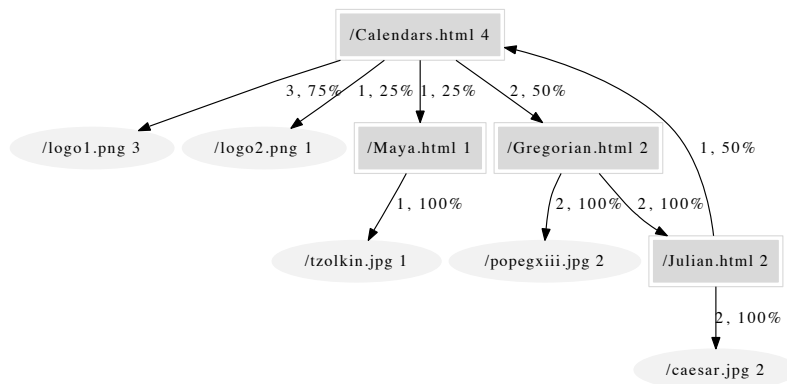 /Calendars.html 4
3, 75%
1, 25%
1, 25%
2, 50%
/logo1.png 3
/logo2.png 1
/Maya.html 1
/Gregorian.html 2
1, 50%
1, 100%
2, 100%
2, 100%
/tzolkin.jpg 1
/popegxiii.jpg 2
/Julian.html 2
2, 100%
/caesar.jpg 2